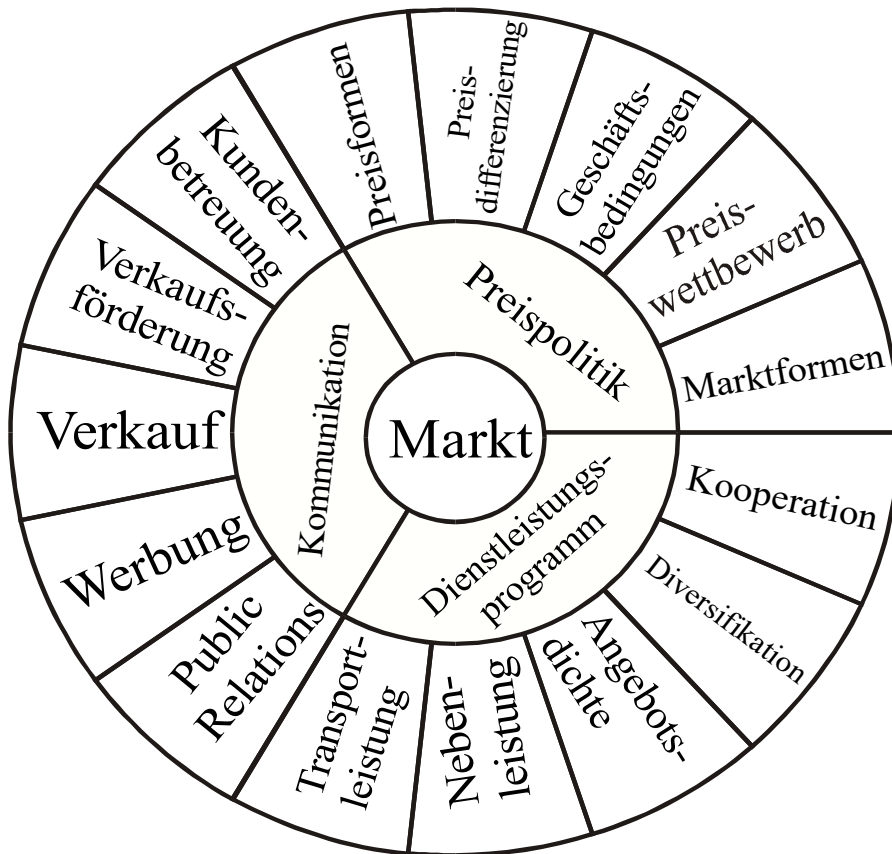 Markt
Preispolitik
Dienstleistungs-
programm
Kommunikation
Preisformen
Preis-
differenzierung
Geschäfts-
bedingungen
Preis-
wettbewerb
Marktformen
Kooperation
Diversifikation
Angebots-
dichte
Neben-
leistung
Transport-
leistung
Public
Relations
Werbung
Verkauf
Verkaufs-
förderung
Kunden-
betreuung